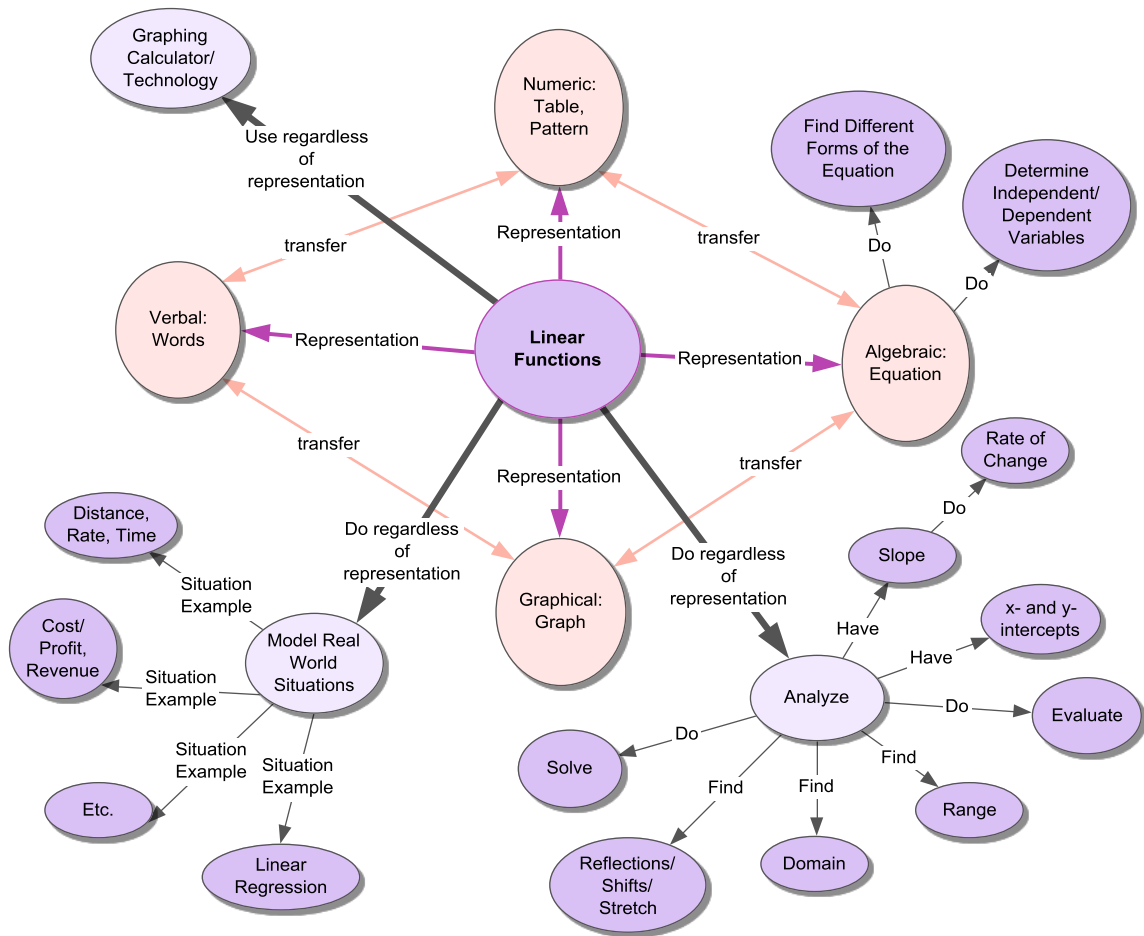 Graphing
Calculator/
Technology
Numeric:
Table,
Pattern
Find Different
Forms of the
Equation
Determine
Independent/
Dependent
Variables
Use regardless
of
representation
transfer
Representation
transfer
Do
Do
Verbal:
Words
Representation
Linear
Functions
Representation
Algebraic:
Equation
transfer
Representation
transfer
Rate of
Change
Do
Slope
Distance,
Rate, Time
Do regardless
of
representation
Do regardless
of
representation
Situation
Example
Graphical:
Graph
Have
x- and y-
intercepts
Have
Cost/
Profit,
Revenue
Situation
Example
Model Real
World
Situations
Analyze
Do
Evaluate
Situation
Example
Situation
Example
Do
Solve
Find
Find
Find
Range
Etc.
Linear
Regression
Reflections/
Shifts/
Stretch
Domain